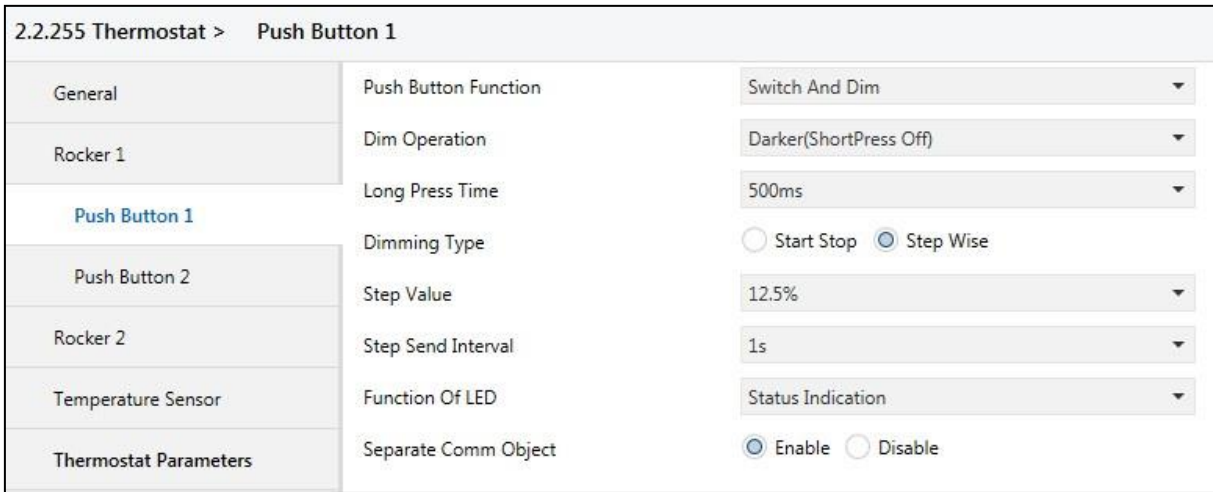 2.2.255 Thermostat > Push Button 1
General
Rocker 1
Push Button 1
Push Button 2
Rocker 2
Temperature Sensor
Thermostat Parameters
Push Button Function Switch And Dim
Dim Operation Darker(ShortPress Off)
Long Press Time 500ms
Dimming Type Start Stop Step Wise
Step Value 12.5%
Step Send Interval 1s
Function Of LED Status Indication
Separate Comm Object Enable Disable